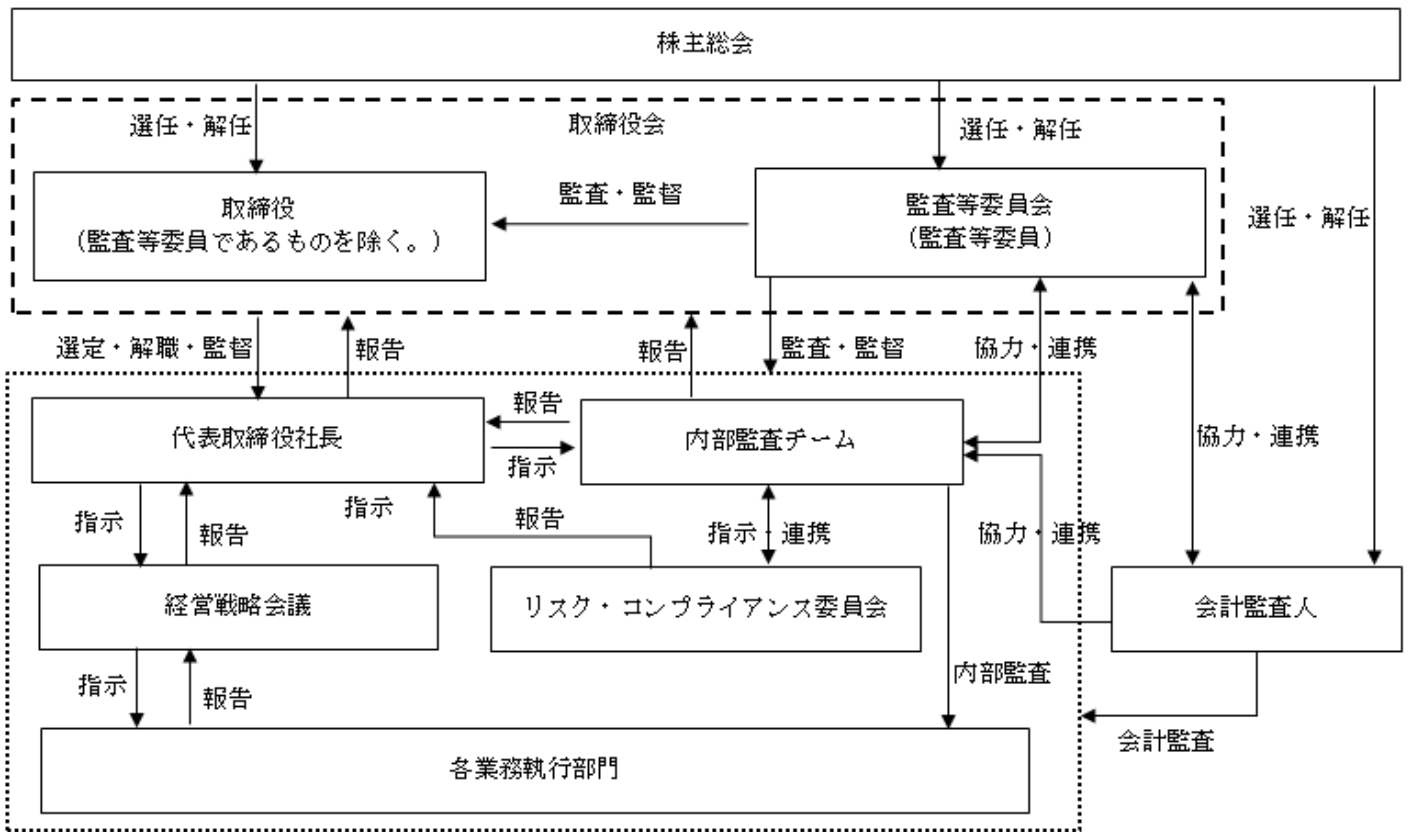 株主総会
選任・解任
取締役会
選任・解任
選任・解任
取締役
(監査等委員であるものを除く。)
監査・監督
監査等委員会
(監査等委員)
選定・解職・監督
報告
報告
監査・監督
協力・連携
協力・連携
代表取締役社長
報告
指示
内部監査チーム
指示
報告
指示
報告
指示・連携
協力・連携
経営戦略会議
リスク・コンプライアンス委員会
会計監査人
指示
報告
内部監査
会計監査
各業務執行部門